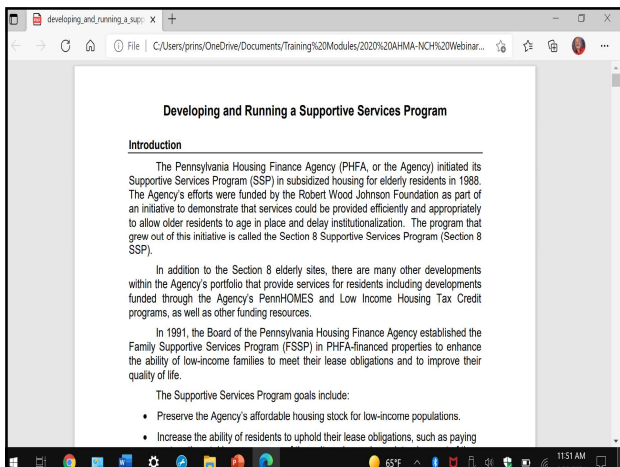 developing_and_running_a_supp
File | C:/Users/prins/OneDrive/Documents/Training%20Modules/2020%20AHMA-NCH%20Webinar...
Developing and Running a Supportive Services Program
Introduction
The Pennsylvania Housing Finance Agency (PHFA, or the Agency) initiated its
Supportive Services Program (SSP) in subsidized housing for elderly residents in 1988.
The Agency's efforts were funded by the Robert Wood Johnson Foundation as part of
an initiative to demonstrate that services could be provided efficiently and appropriately
to allow older residents to age in place and delay institutionalization. The program that
grew out of this initiative is called the Section 8 Supportive Services Program (Section 8
SSP).
In addition to the Section 8 elderly sites, there are many other developments
within the Agency's portfolio that provide services for residents including developments
funded through the Agency's PennHOMES and Low Income Housing Tax Credit
programs, as well as other funding resources.
In 1991, the Board of the Pennsylvania Housing Finance Agency established the
Family Supportive Services Program (FSSP) in PHFA-financed properties to enhance
the ability of low-income families to meet their lease obligations and to improve their
quality of life.
The Supportive Services Program goals include:
• Preserve the Agency's affordable housing stock for low-income populations.
• Increase the ability of residents to uphold their lease obligations, such as paying
65°F
11:51 AM